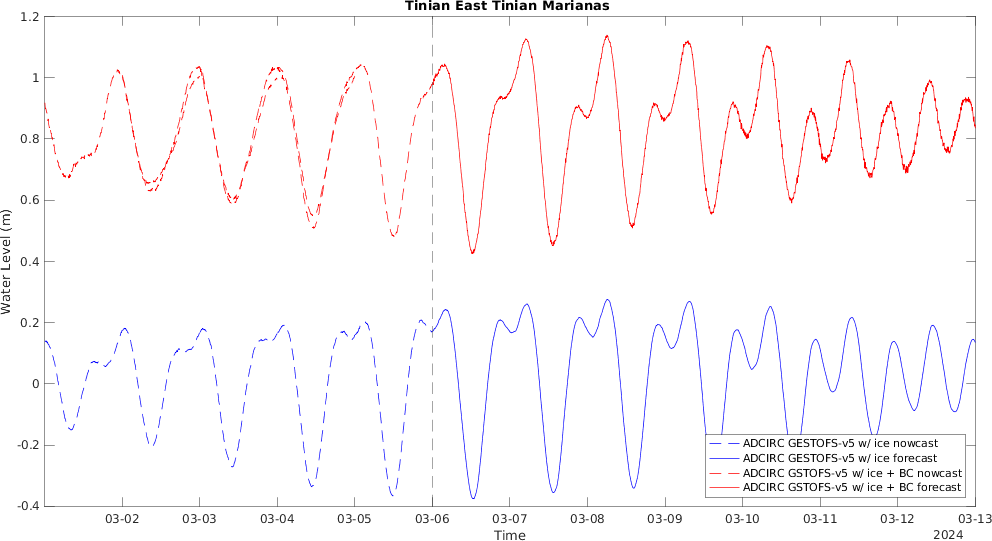 Tinian East Tinian Marianas
Water Level (m)
1.2
1
0.8
0.6
0.4
0.2
0
-0.2
-0.4
ADCIRC GESTOFS-v5 w/ ice nowcast
ADCIRC GESTOFS-v5 w/ ice forecast
ADCIRC GSTOFS-v5 w/ ice + BC nowcast
ADCIRC GSTOFS-v5 w/ ice + BC forecast
03-02 03-03 03-04 03-05 03-06 03-07 03-08 03-09 03-10 03-11 03-12 03-13
Time
2024